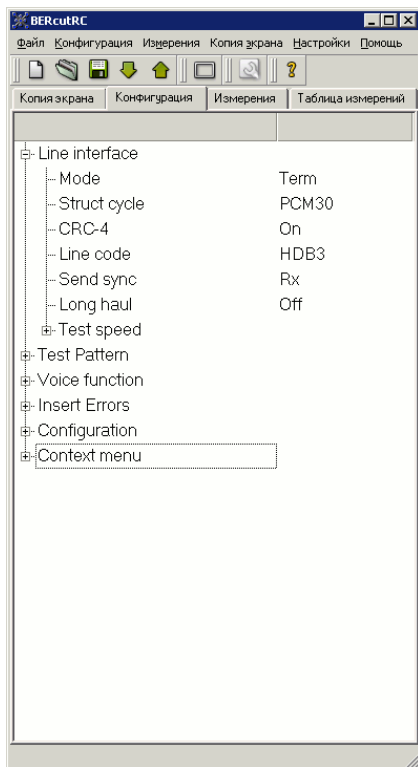 BERcutRC
Файл Конфигурация Измерения Копия экрана Настройки Помощь
Копия экрана Конфигурация Измерения Таблица измерений
Line interface
Mode Term
Struct cycle PCM30
CRC-4 On
Line code HDB3
Send sync Rx
Long haul Off
Test speed
Test Pattern
Voice function
Insert Errors
Configuration
Context menu